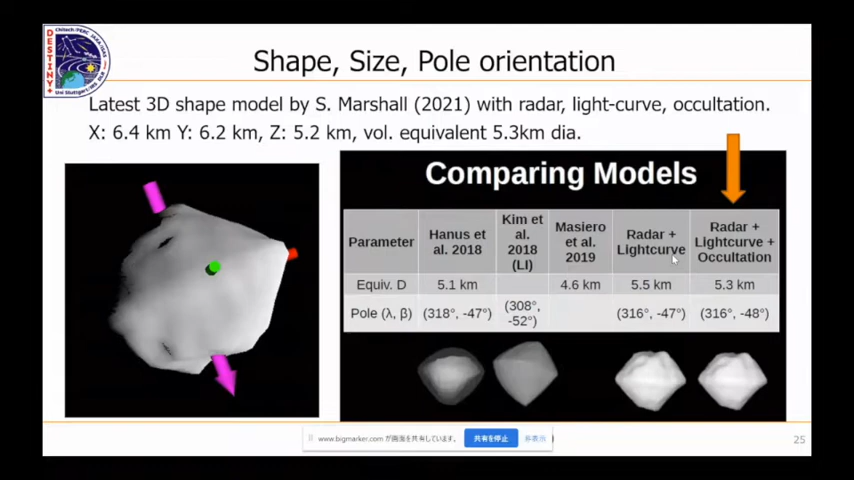 DESTINY+
Shape, Size, Pole orientation
Latest 3D shape model by S. Marshall (2021) with radar, light-curve, occultation.
X: 6.4 km Y: 6.2 km, Z: 5.2 km, vol. equivalent 5.3km dia.
Comparing Models
Parameter Hanus et al. 2018 Kim et al. 2018 (LI) Masiero et al. 2019 Radar + Lightcurve Radar + Lightcurve + Occultation
Equiv. D 5.1 km 4.6 km 5.5 km 5.3 km
Pole (λ, β) (318°, -47°) (308°, -52°) (316°, -47°) (316°, -48°)
www.bigmarker.com が画面を共有しています。 共有を停止 非表示
25